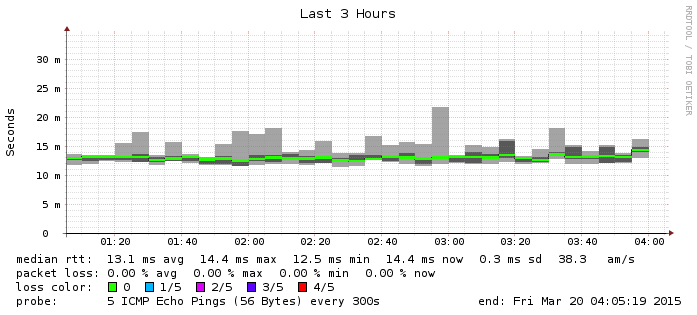 Last 3 Hours
RRDTOOL / TOBI OETIKER
Seconds
30 m
25 m
20 m
15 m
10 m
5 m
0
01:20 01:40 02:00 02:20 02:40 03:00 03:20 03:40 04:00
median rtt: 13.1 ms avg 14.4 ms max 12.5 ms min 14.4 ms now 0.3 ms sd 38.3 am/s
packet loss: 0.00 % avg 0.00 % max 0.00 % min 0.00 % now
loss color: 0 1/5 2/5 3/5 4/5
probe: 5 ICMP Echo Pings (56 Bytes) every 300s end: Fri Mar 20 04:05:19 2015